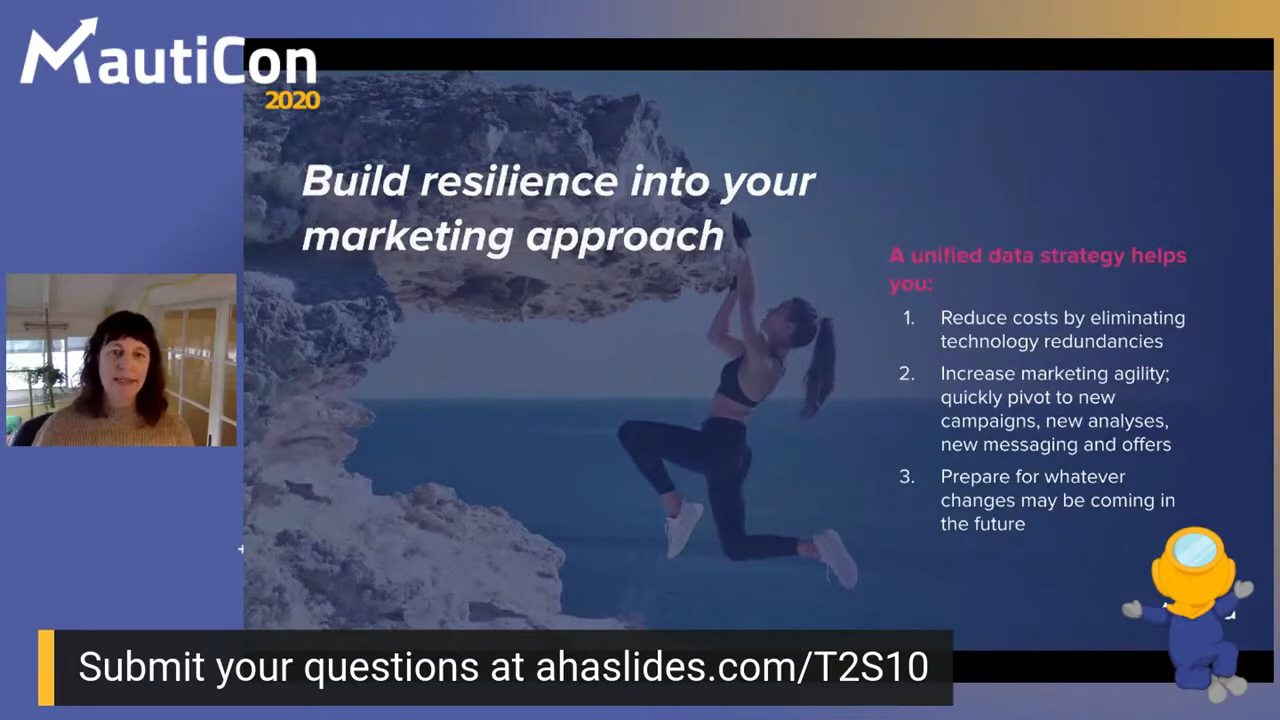 MautiCon
2020
Build resilience into your
marketing approach
A unified data strategy helps
you:
1. Reduce costs by eliminating
technology redundancies
2. Increase marketing agility;
quickly pivot to new
campaigns, new analyses,
new messaging and offers
3. Prepare for whatever
changes may be coming in
the future
Submit your questions at ahaslides.com/T2S10